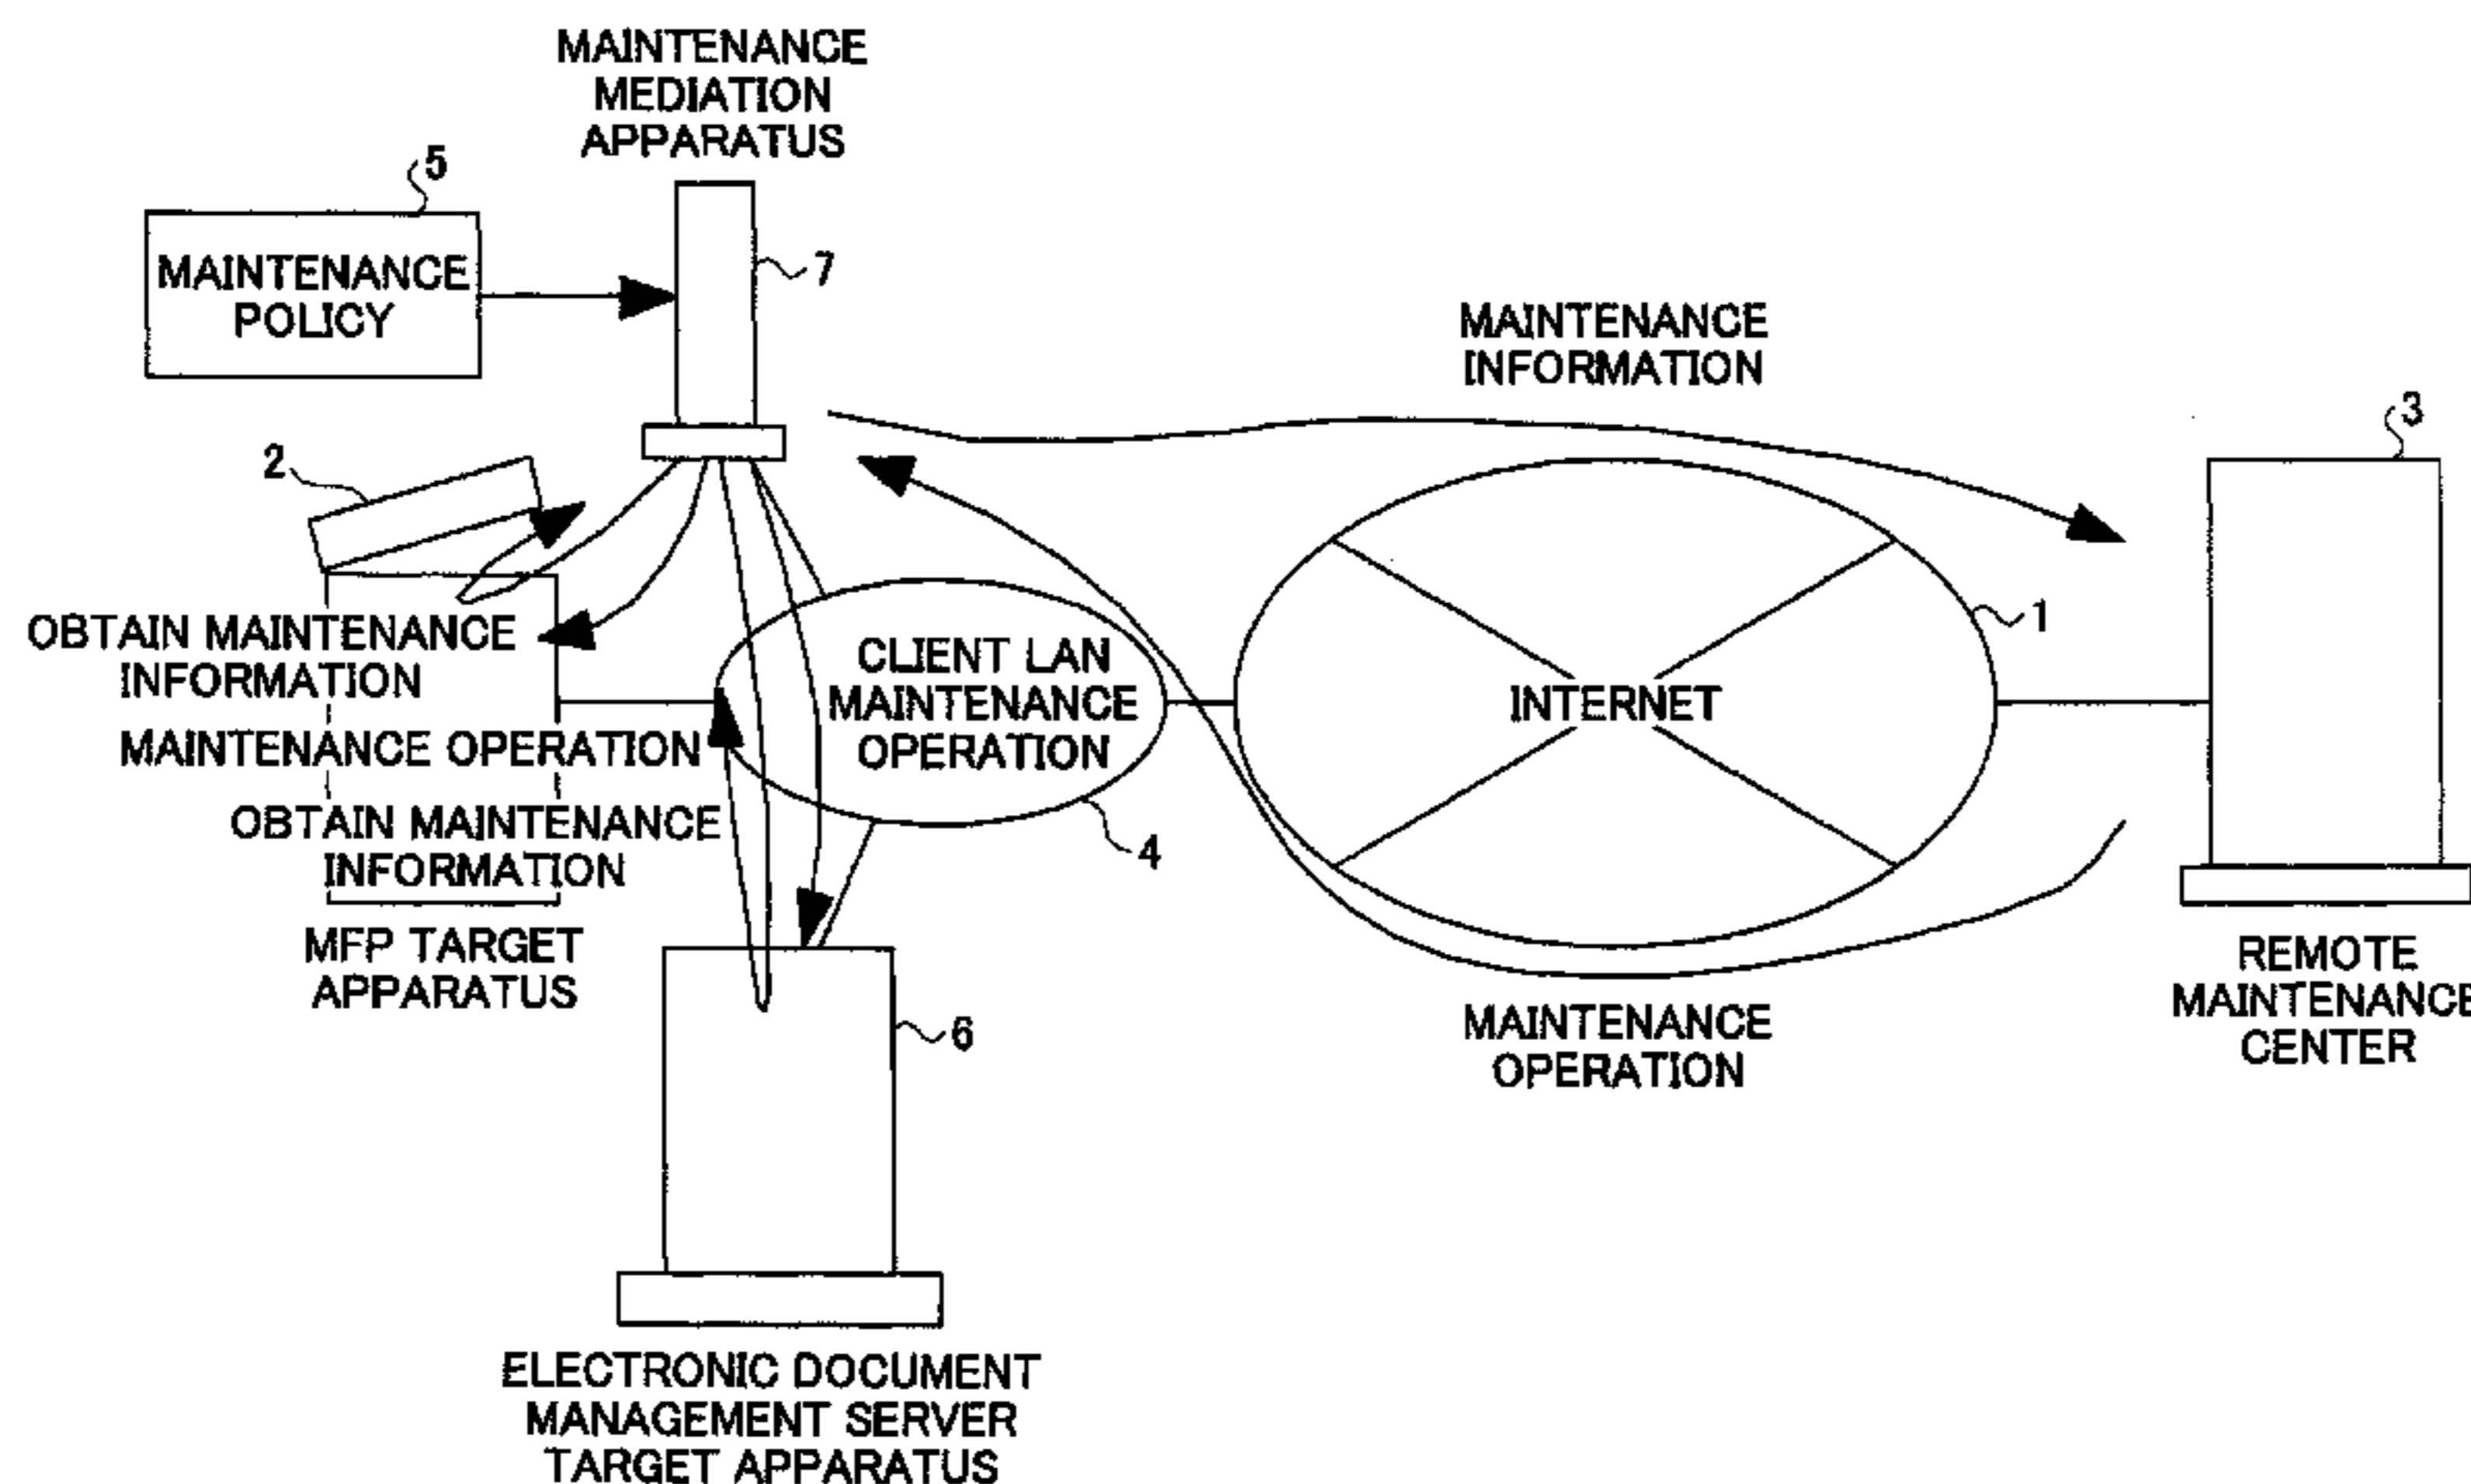 MAINTENANCE
MEDIATION
APPARATUS
5
MAINTENANCE
POLICY
7
MAINTENANCE
INFORMATION
3
2
1
OBTAIN MAINTENANCE
INFORMATION
CLIENT LAN
MAINTENANCE
OPERATION
INTERNET
MAINTENANCE OPERATION
OBTAIN MAINTENANCE
INFORMATION
4
MFP TARGET
APPARATUS
6
MAINTENANCE
OPERATION
REMOTE
MAINTENANCE
CENTER
ELECTRONIC DOCUMENT
MANAGEMENT SERVER
TARGET APPARATUS